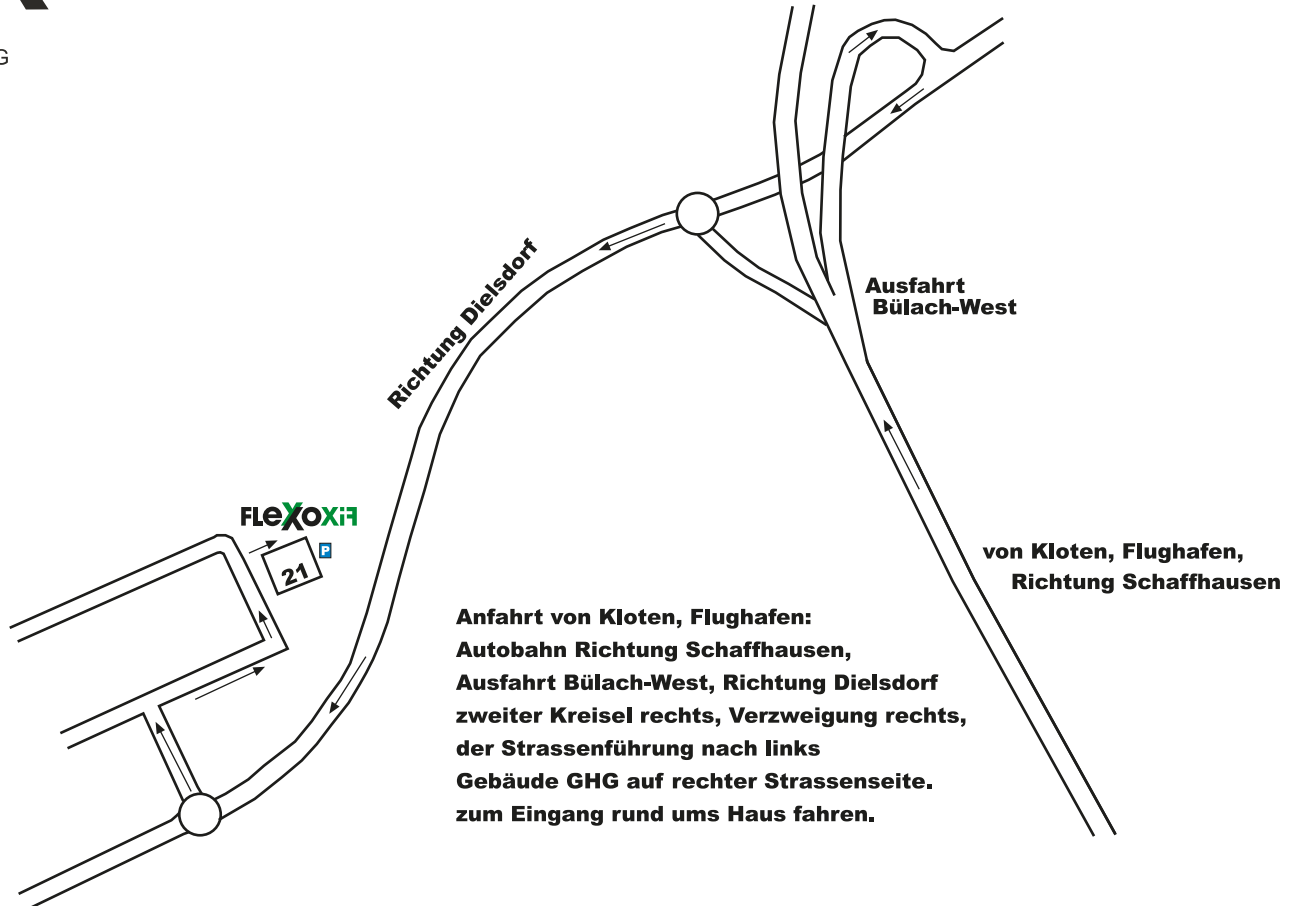 G
Ausfahrt
Bülach-West
Richtung Dielsdorf
FLeXoXiF
P
21
von Kloten, Flughafen,
Richtung Schaffhausen
Anfahrt von Kloten, Flughafen:
Autobahn Richtung Schaffhausen,
Ausfahrt Bülach-West, Richtung Dielsdorf
zweiter Kreisel rechts, Verzweigung rechts,
der Strassenführung nach links
Gebäude GHG auf rechter Strassenseite.
zum Eingang rund ums Haus fahren.